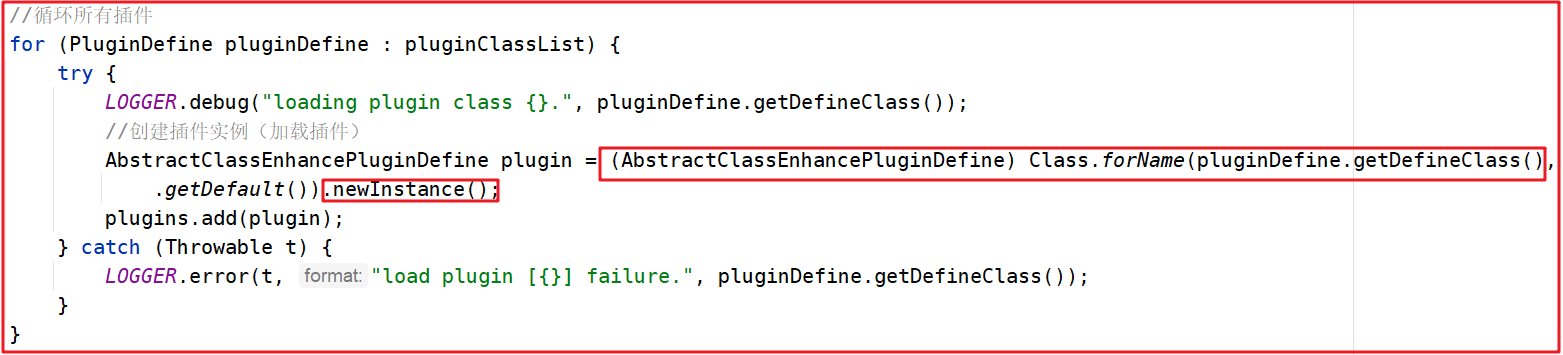 //循环所有插件
for (PluginDefine pluginDefine : pluginClassList) {
try {
LOGGER.debug("loading plugin class {}.", pluginDefine.getDefineClass());
//创建插件实例（加载插件）
AbstractClassEnhancePluginDefine plugin = (AbstractClassEnhancePluginDefine) Class.forName(pluginDefine.getDefineClass(),
.getDefault()).newInstance();
plugins.add(plugin);
} catch (Throwable t) {
LOGGER.error(t, format: "load plugin [{}] failure.", pluginDefine.getDefineClass());
}
}